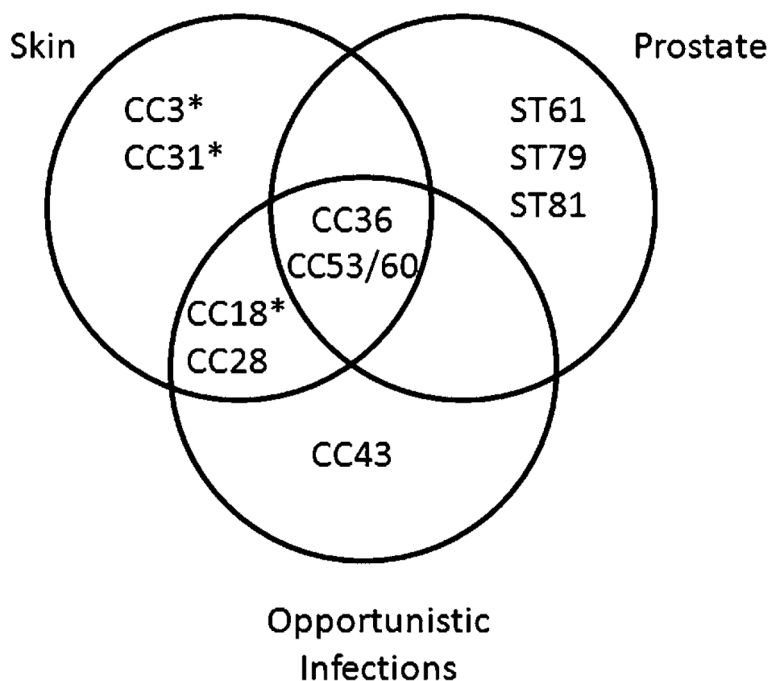 Skin
Prostate
CC3*
CC31*
ST61
ST79
ST81
CC36
CC53/60
CC18*
CC28
CC43
Opportunistic
Infections